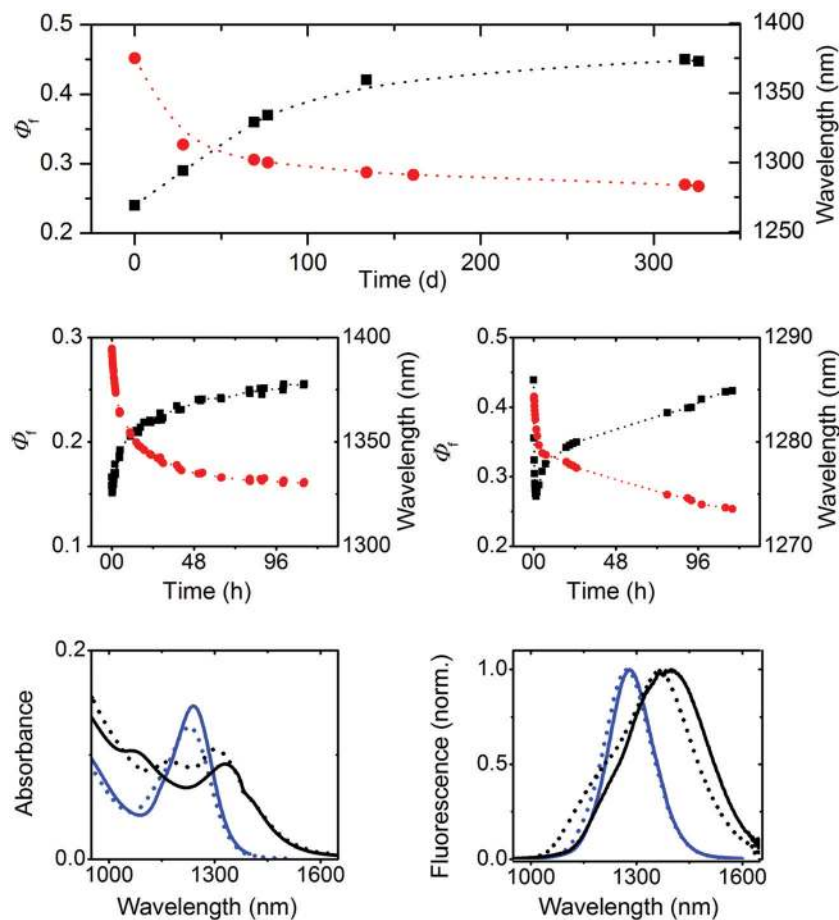 0.5
0.4
0.3
0.2
Φf
1400
1350
1300
1250
Wavelength (nm)
0 100 200 300
Time (d)
0.3
0.2
0.1
Φf
1400
1350
1300
Wavelength (nm)
00 48 96
Time (h)
0.5
0.4
0.3
0.2
Φf
1290
1280
1270
Wavelength (nm)
00 48 96
Time (h)
0.2
0.0
Absorbance
1000 1300 1600
Wavelength (nm)
1.0
0.5
0.0
Fluorescence (norm.)
1000 1300 1600
Wavelength (nm)